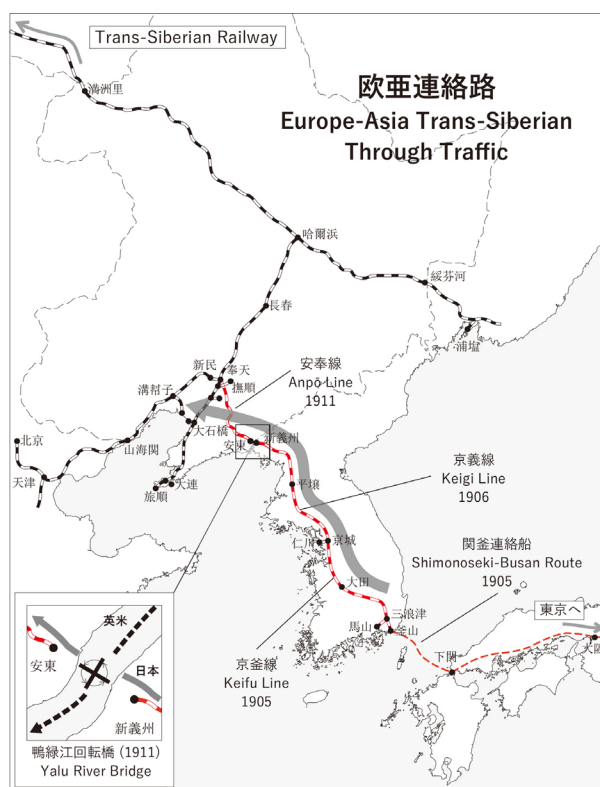 Trans-Siberian Railway
欧亜連絡路
Europe-Asia Trans-Siberian
Through Traffic
満洲里
哈爾浜
綏芬河
長春
浦塩
新民
奉天
撫順
溝幇子
安奉線
Anpō Line
1911
大石橋
安東
新義州
北京
山海関
天津
旅順
大連
平壌
京義線
Keigi Line
1906
仁川
京城
大田
関釜連絡船
Shimonoseki-Busan Route
1905
三浪津
馬山
釜山
東京へ
大阪
下関
京釜線
Keifu Line
1905
英米
安東
日本
新義州
鴨緑江回転橋 (1911)
Yalu River Bridge